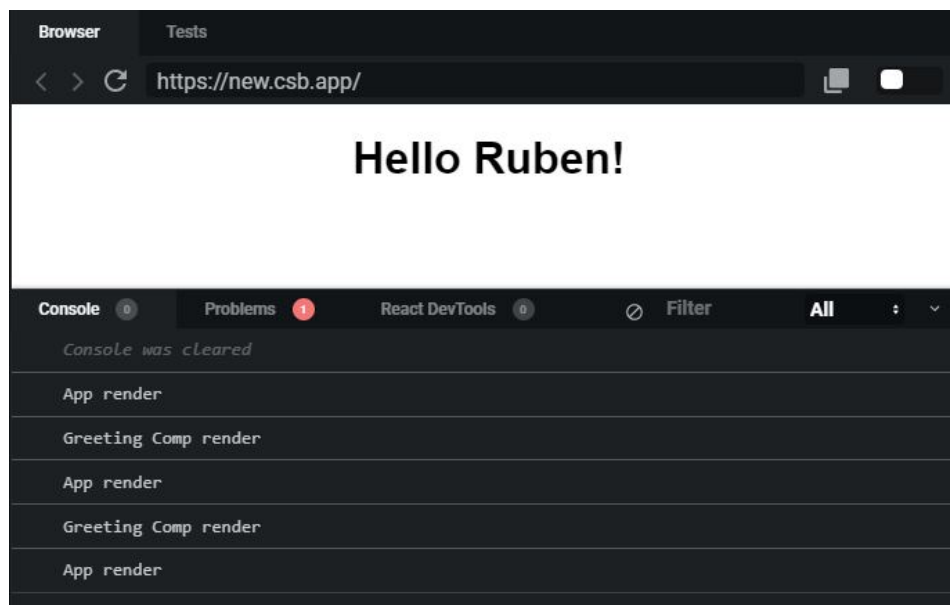 Browser Tests
https://new.csb.app/
Hello Ruben!
Console 0 Problems 1 React DevTools 0 Filter All
Console was cleared
App render
Greeting Comp render
App render
Greeting Comp render
App render